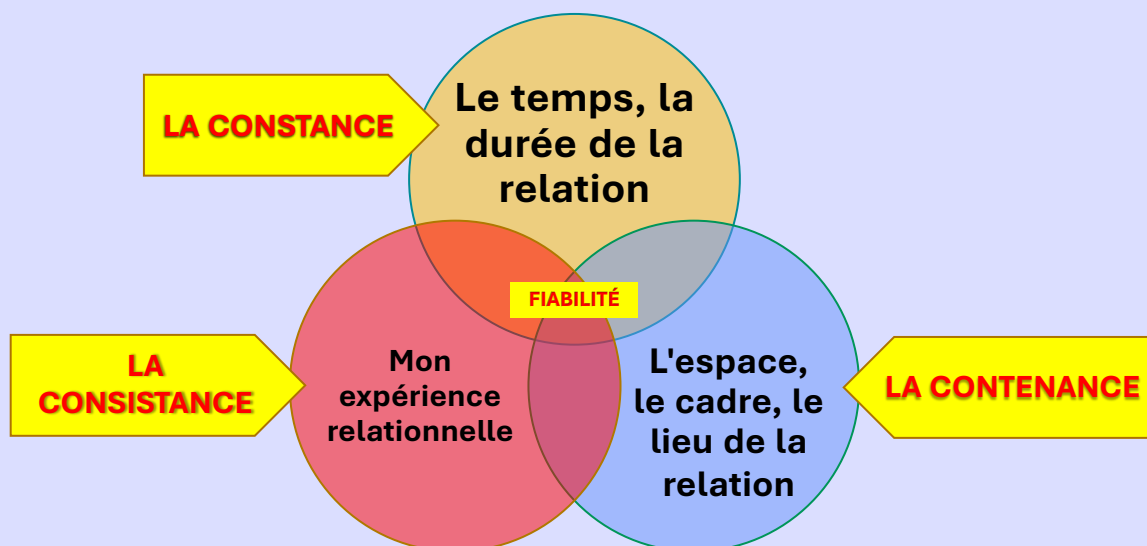 LA CONSTANCE
Le temps, la
durée de la
relation
FIABILITÉ
LA
CONSISTANCE
Mon
expérience
relationnelle
L'espace,
le cadre, le
lieu de la
relation
LA CONTENANCE